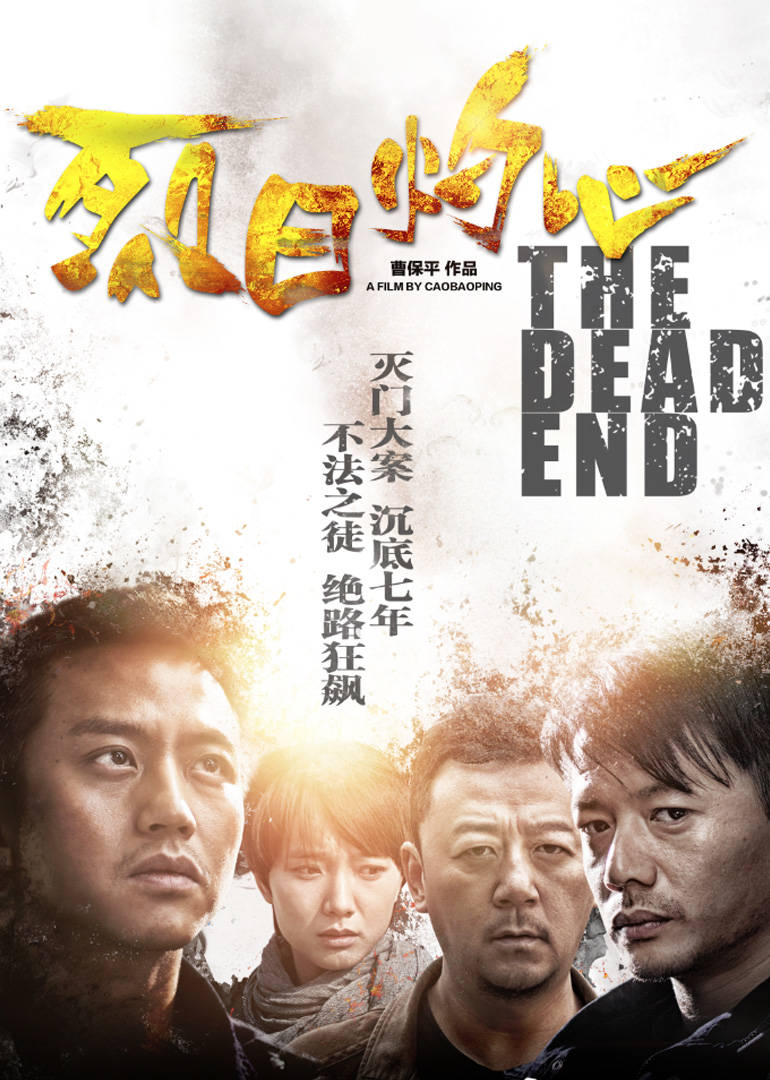 烈日灼心
曹保平 作品
A FILM BY CAOBAOPING
THE
DEAD
END
灭门大案 沉底七年
不法之徒 绝路狂飙